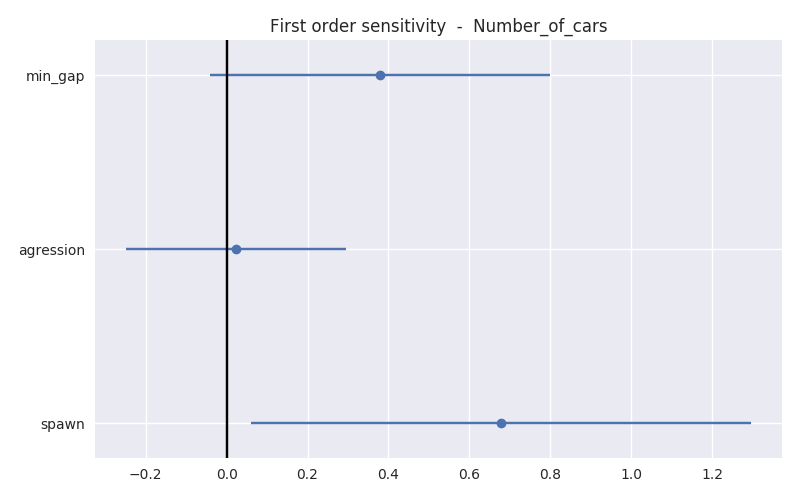 First order sensitivity - Number_of_cars
min_gap
agression
spawn
−0.2 0.0 0.2 0.4 0.6 0.8 1.0 1.2